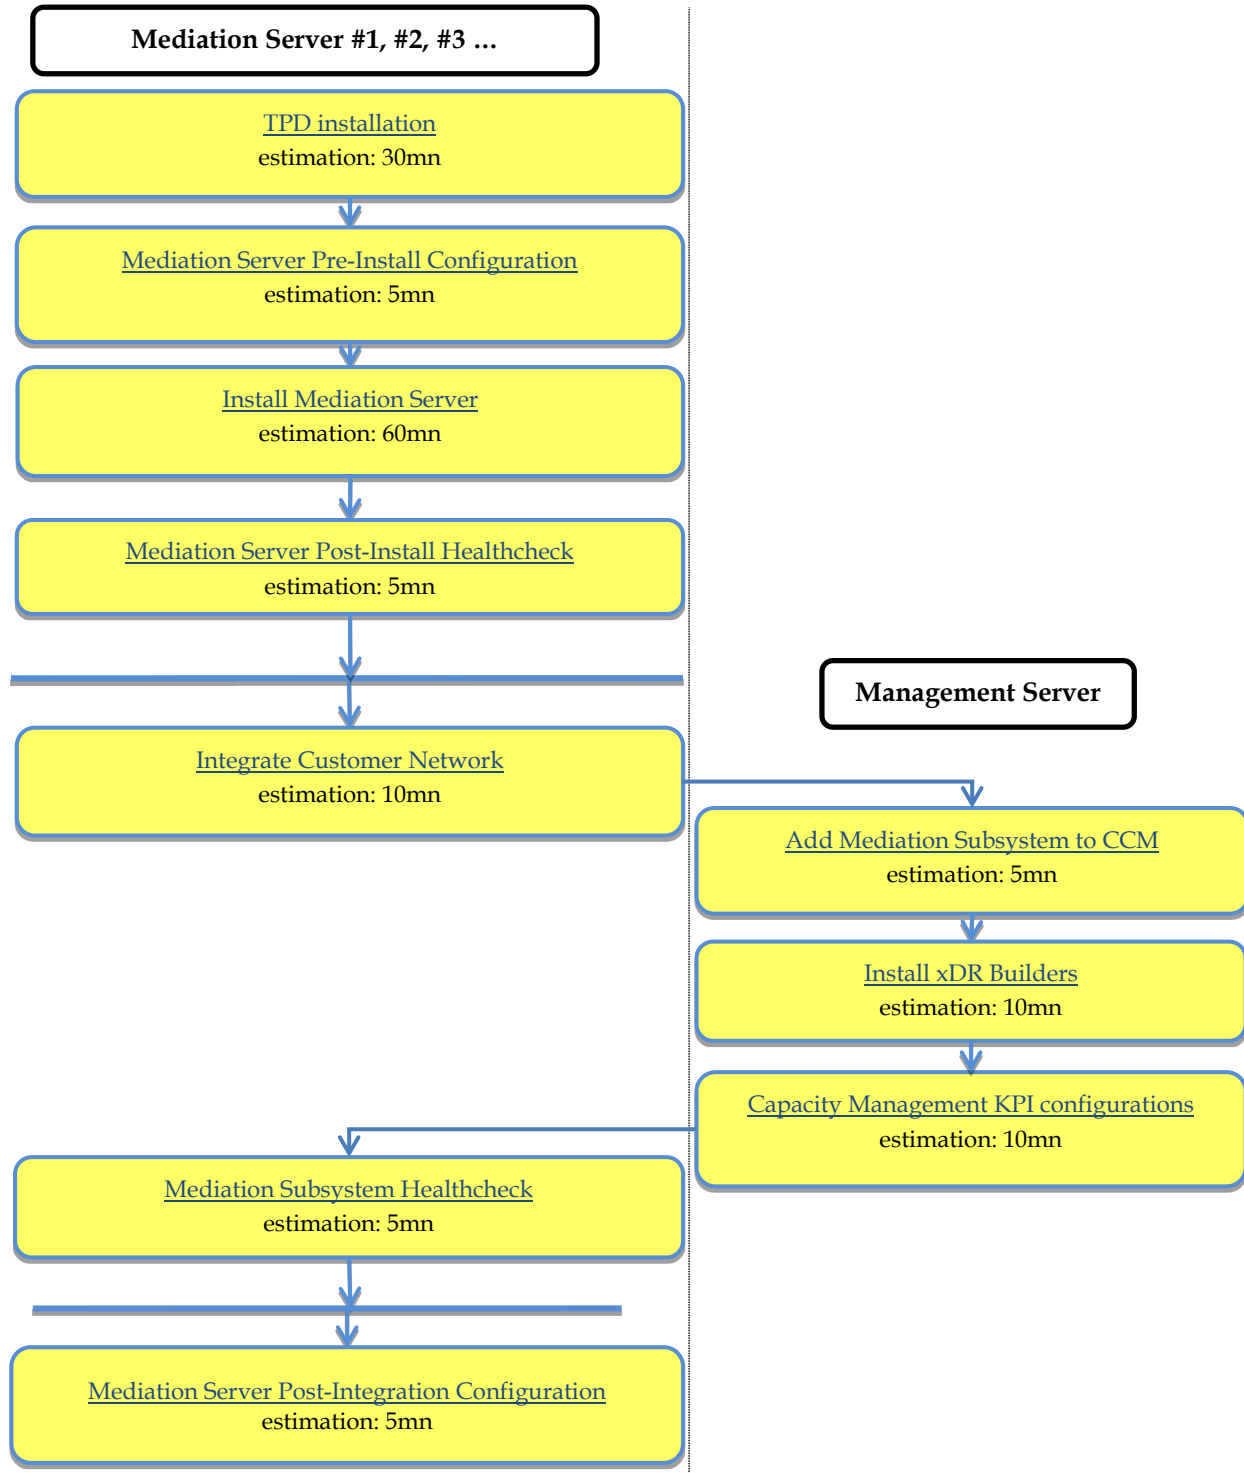 Mediation Server #1, #2, #3 …
TPD installation
estimation: 30mn
Mediation Server Pre-Install Configuration
estimation: 5mn
Install Mediation Server
estimation: 60mn
Mediation Server Post-Install Healthcheck
estimation: 5mn
Management Server
Integrate Customer Network
estimation: 10mn
Add Mediation Subsystem to CCM
estimation: 5mn
Install xDR Builders
estimation: 10mn
Capacity Management KPI configurations
estimation: 10mn
Mediation Subsystem Healthcheck
estimation: 5mn
Mediation Server Post-Integration Configuration
estimation: 5mn